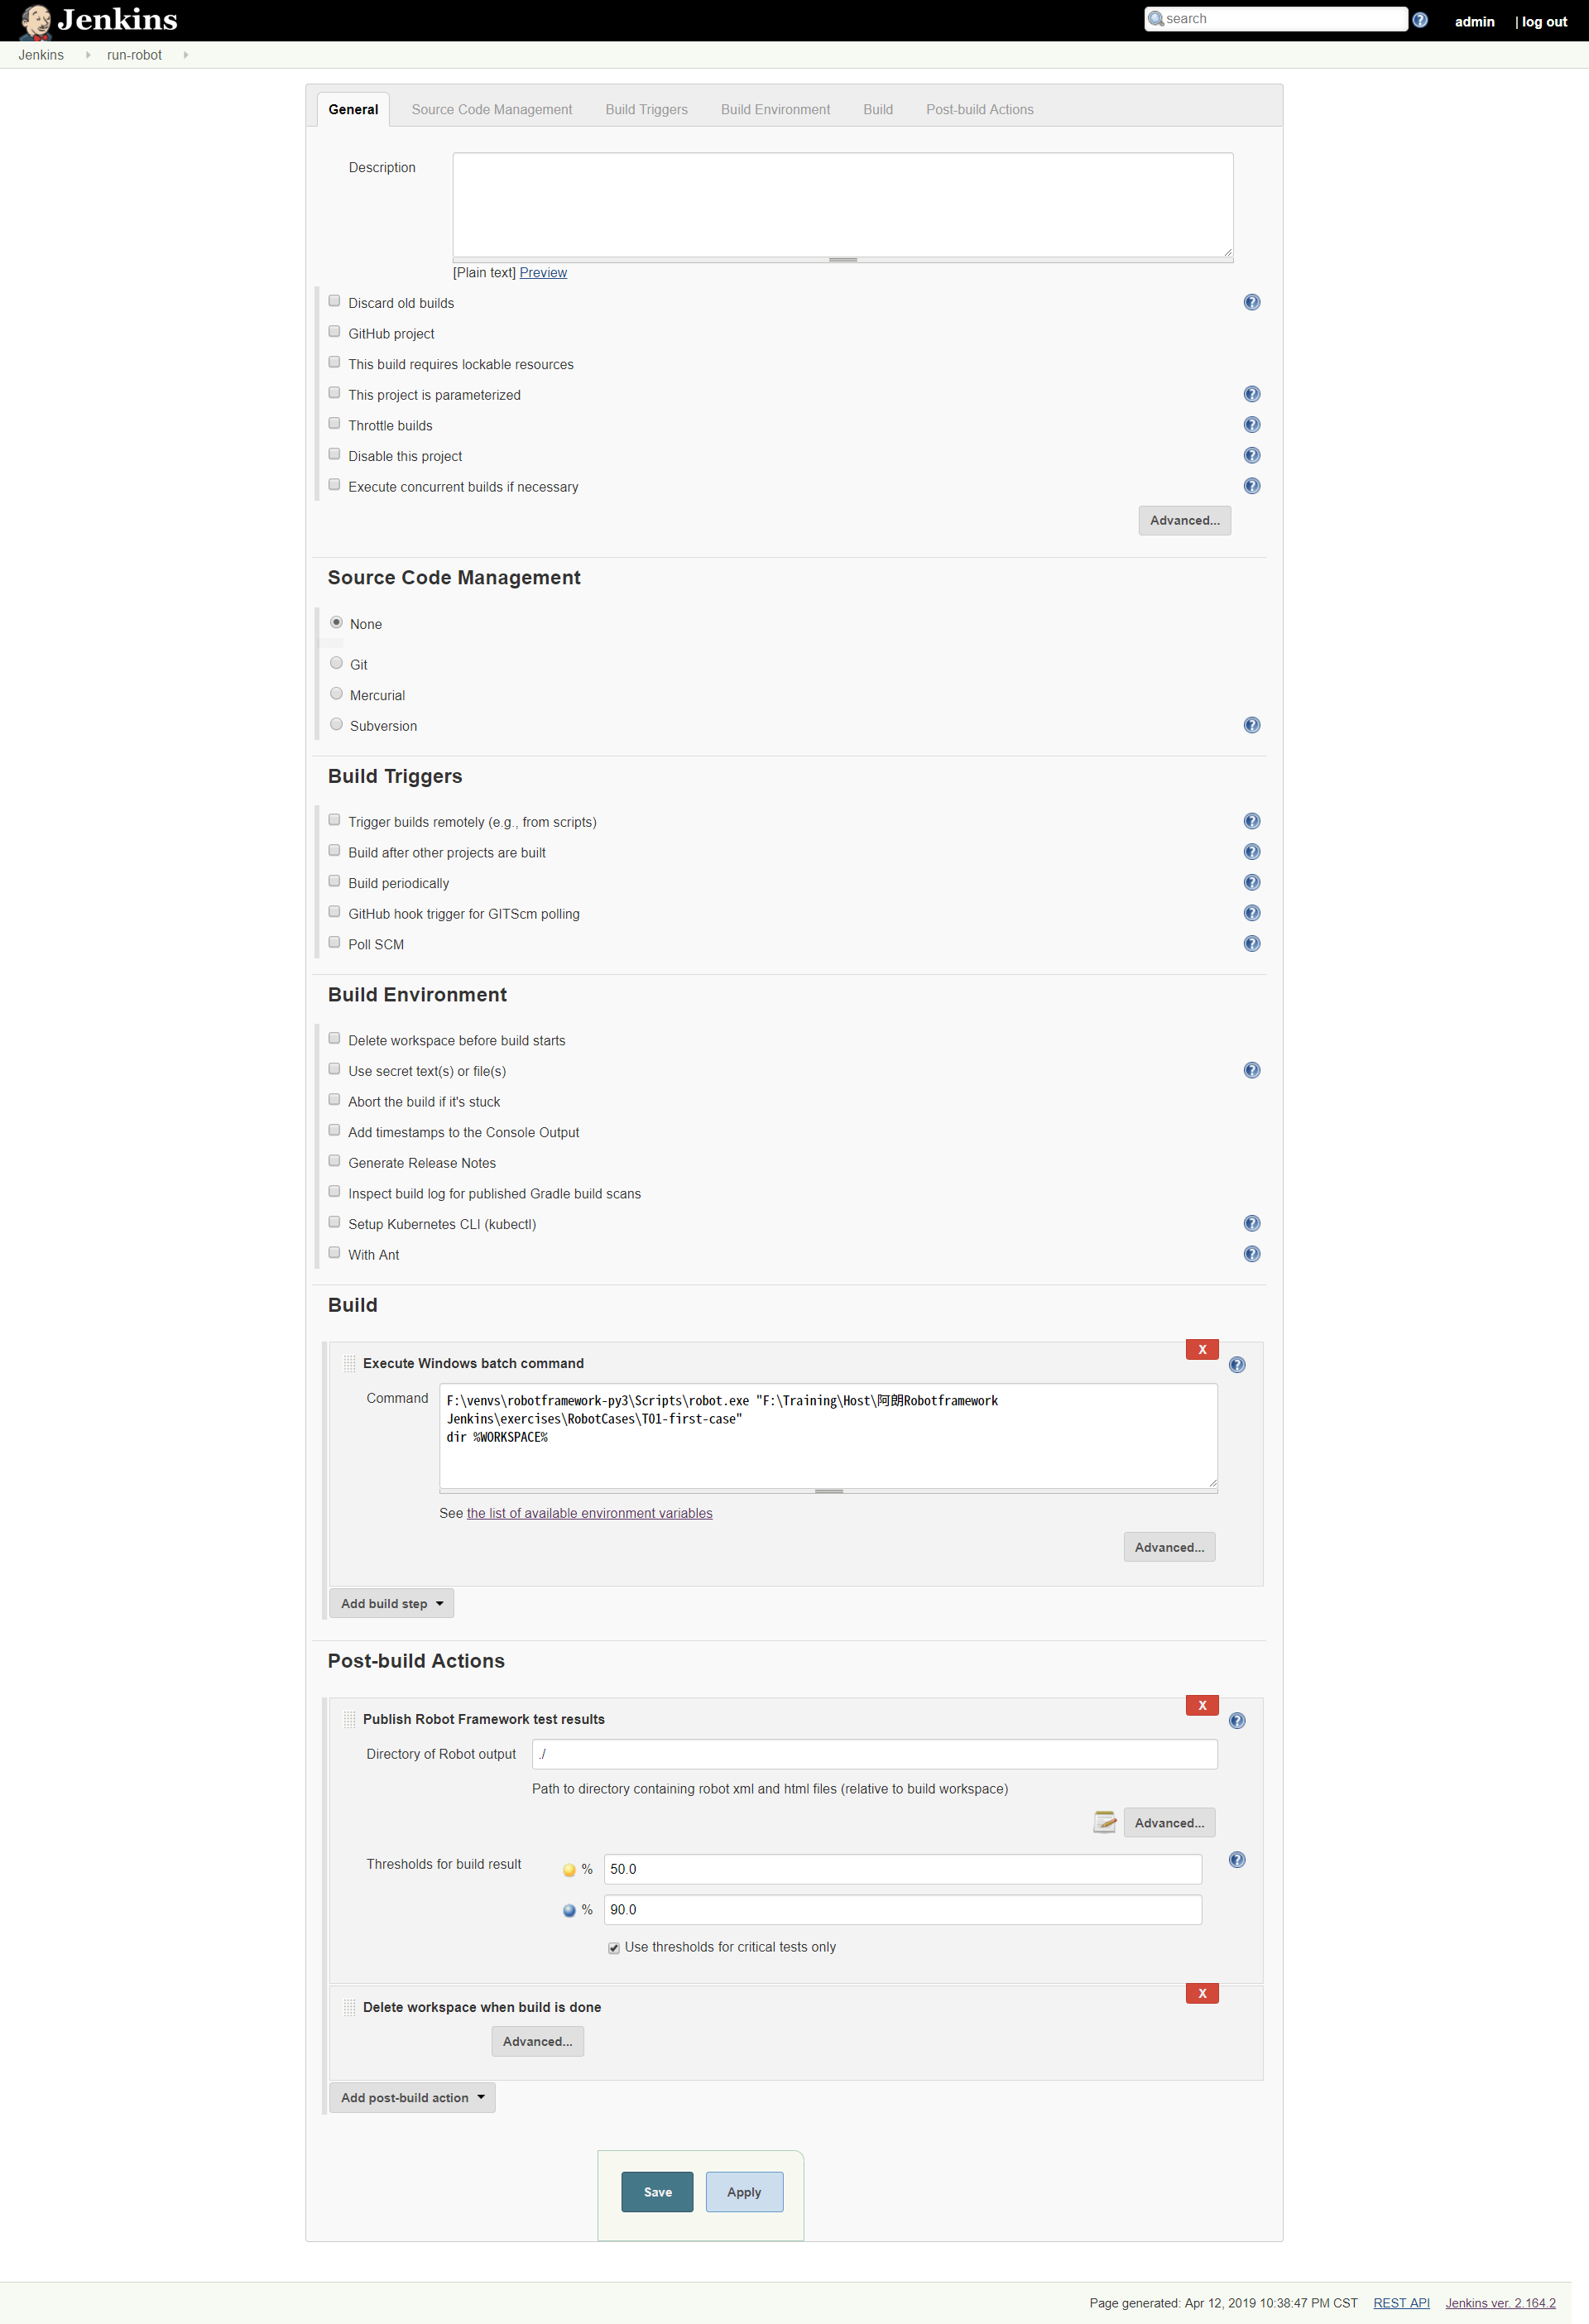 Jenkins
search
admin
| log out
Jenkins
run-robot
General
Source Code Management
Build Triggers
Build Environment
Build
Post-build Actions
Description
[Plain text] Preview
Discard old builds
GitHub project
This build requires lockable resources
This project is parameterized
Throttle builds
Disable this project
Execute concurrent builds if necessary
Advanced...
Source Code Management
None
Git
Mercurial
Subversion
Build Triggers
Trigger builds remotely (e.g., from scripts)
Build after other projects are built
Build periodically
GitHub hook trigger for GITScm polling
Poll SCM
Build Environment
Delete workspace before build starts
Use secret text(s) or file(s)
Abort the build if it's stuck
Add timestamps to the Console Output
Generate Release Notes
Inspect build log for published Gradle build scans
Setup Kubernetes CLI (kubectl)
With Ant
Build
X
Execute Windows batch command
Command
F:\venvs\robotframework-py3\Scripts\robot.exe "F:\Training\Host\阿朗Robotframework
Jenkins\exercises\RobotCases\T01-first-case"
dir %WORKSPACE%
See the list of available environment variables
Advanced...
Add build step
Post-build Actions
X
Publish Robot Framework test results
Directory of Robot output
./
Path to directory containing robot xml and html files (relative to build workspace)
Advanced...
Thresholds for build result
% 50.0
% 90.0
Use thresholds for critical tests only
X
Delete workspace when build is done
Advanced...
Add post-build action
Save
Apply
Page generated: Apr 12, 2019 10:38:47 PM CST
REST API
Jenkins ver. 2.164.2